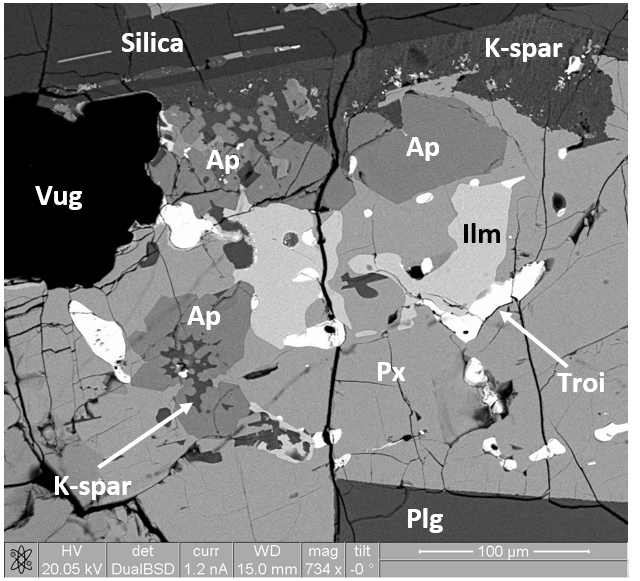 Silica
K-spar
Ap
Ap
Vug
Ilm
Ap
Px
Troi
K-spar
Plg
HV det curr WD mag tilt
20.05 kV DualBSD 1.2 nA 15.0 mm 734 x -0 ° 100 µm